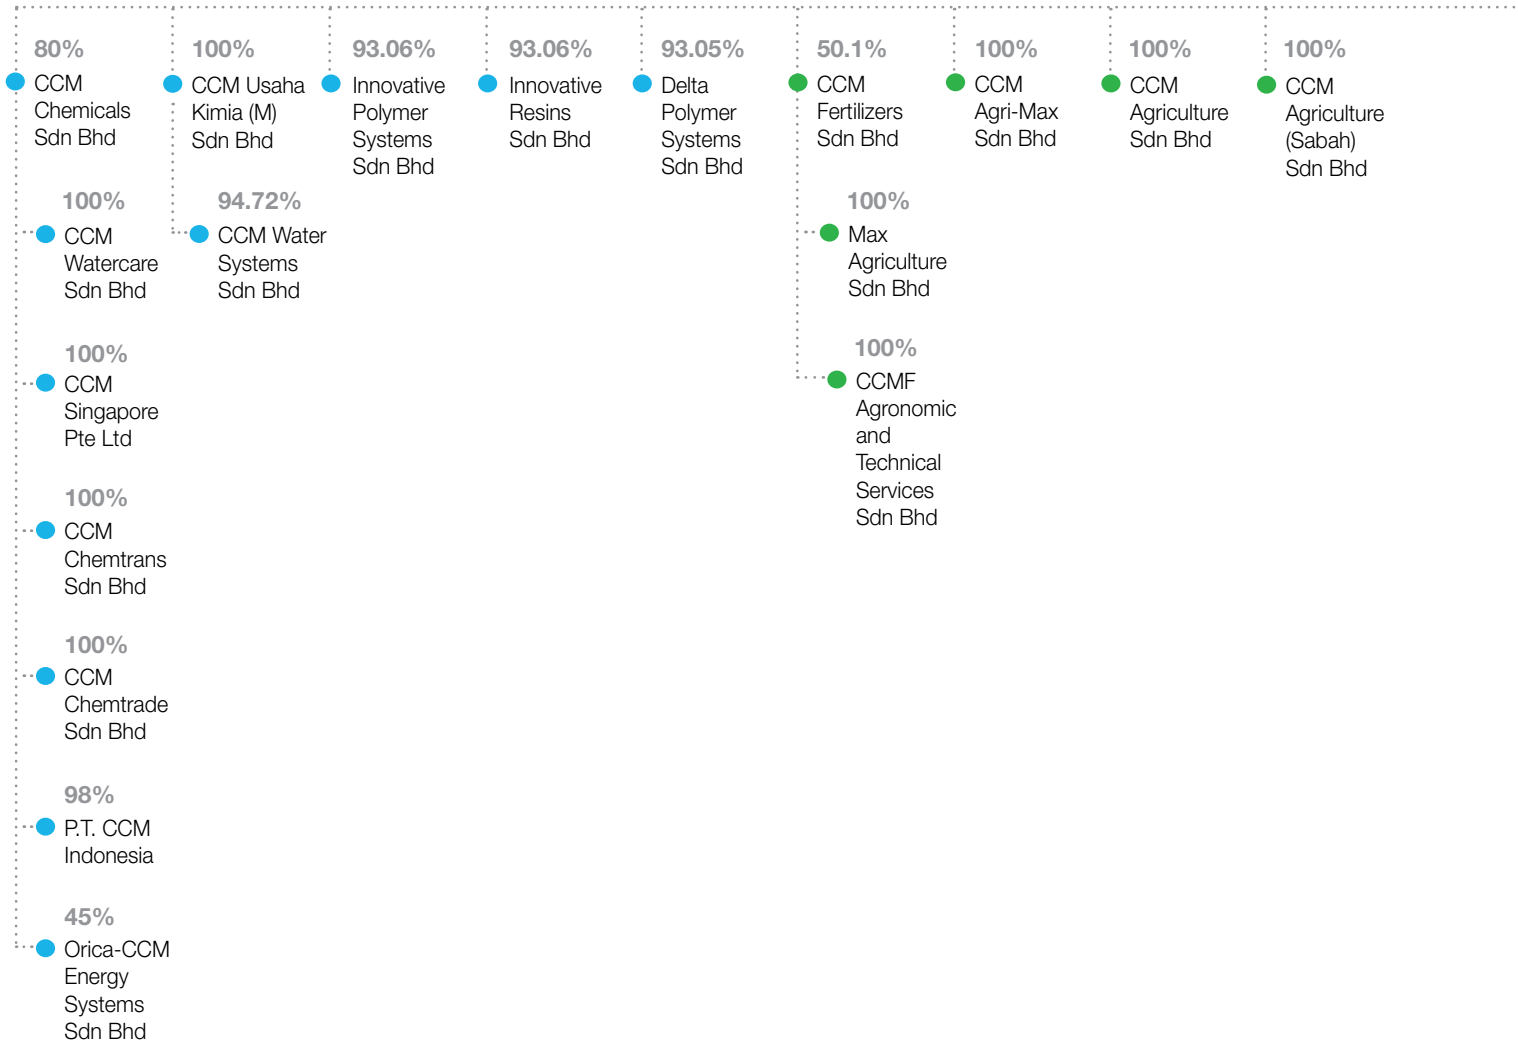 80%
CCM
Chemicals
Sdn Bhd
100%
CCM
Watercare
Sdn Bhd
100%
CCM
Singapore
Pte Ltd
100%
CCM
Chemtrans
Sdn Bhd
100%
CCM
Chemtrade
Sdn Bhd
98%
P.T. CCM
Indonesia
45%
Orica-CCM
Energy
Systems
Sdn Bhd
100%
CCM Usaha
Kimia (M)
Sdn Bhd
94.72%
CCM Water
Systems
Sdn Bhd
93.06%
Innovative
Polymer
Systems
Sdn Bhd
93.06%
Innovative
Resins
Sdn Bhd
93.05%
Delta
Polymer
Systems
Sdn Bhd
50.1%
CCM
Fertilizers
Sdn Bhd
100%
Max
Agriculture
Sdn Bhd
100%
CCMF
Agronomic
and
Technical
Services
Sdn Bhd
100%
CCM
Agri-Max
Sdn Bhd
100%
CCM
Agriculture
Sdn Bhd
100%
CCM
Agriculture
(Sabah)
Sdn Bhd